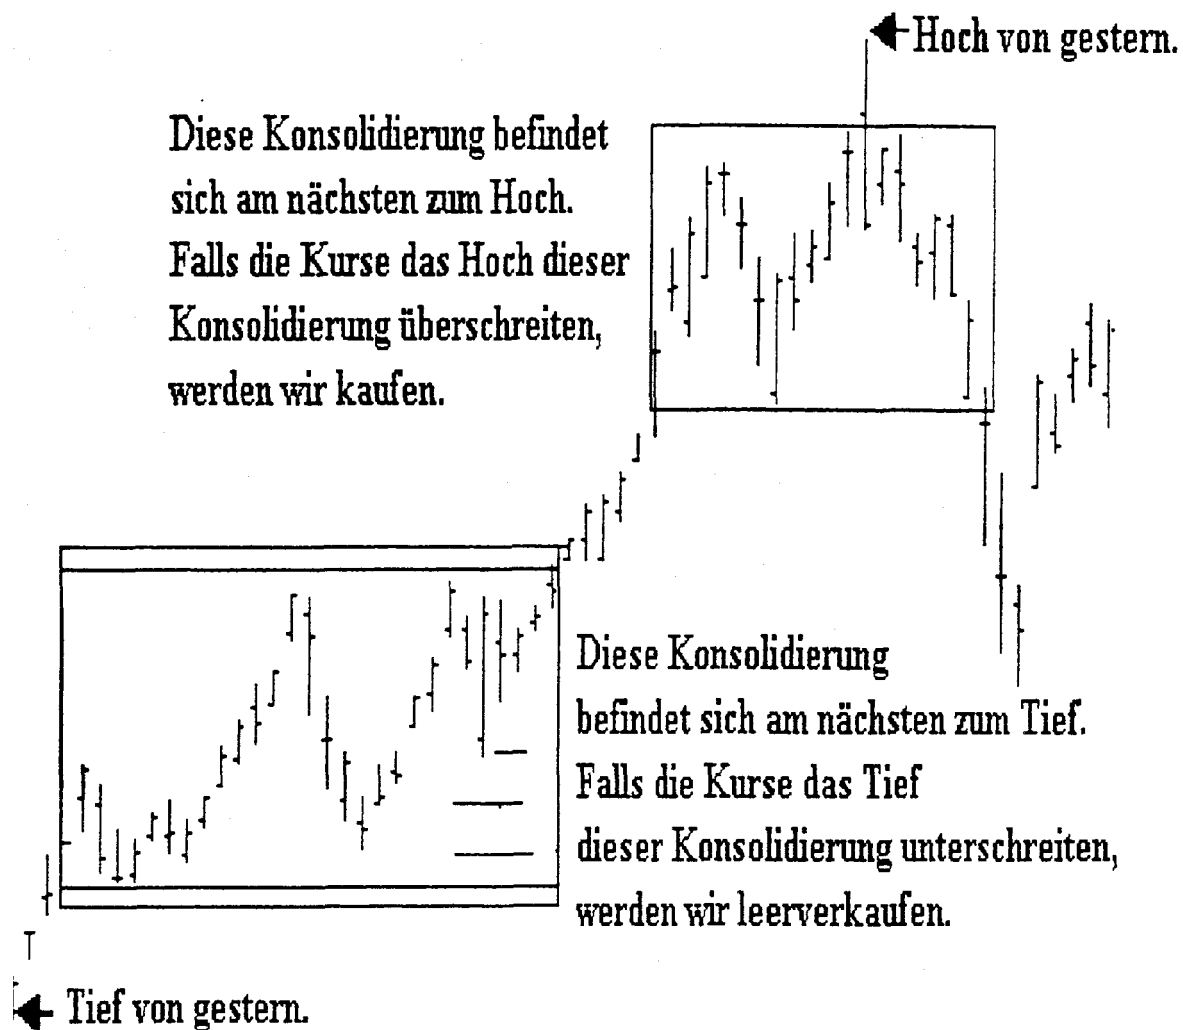 Hoch von gestern.
Diese Konsolidierung befindet
sich am nächsten zum Hoch.
Falls die Kurse das Hoch dieser
Konsolidierung überschreiten,
werden wir kaufen.
Diese Konsolidierung
befindet sich am nächsten zum Tief.
Falls die Kurse das Tief
dieser Konsolidierung unterschreiten,
werden wir leerverkaufen.
Tief von gestern.